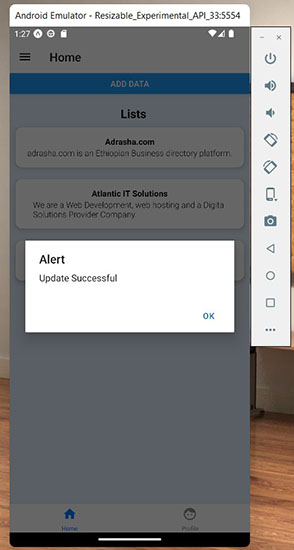 Android Emulator - Resizable_Experimental_API_33:5554
1:27
Home
ADD DATA
Lists
Adrasha.com
adrasha.com is an Ethiopian Business directory platform.
Atlantic IT Solutions
We are a Web Development, web hosting and a Digita
Solutions Provider Company
Alert
Update Successful
OK
Home
Profile